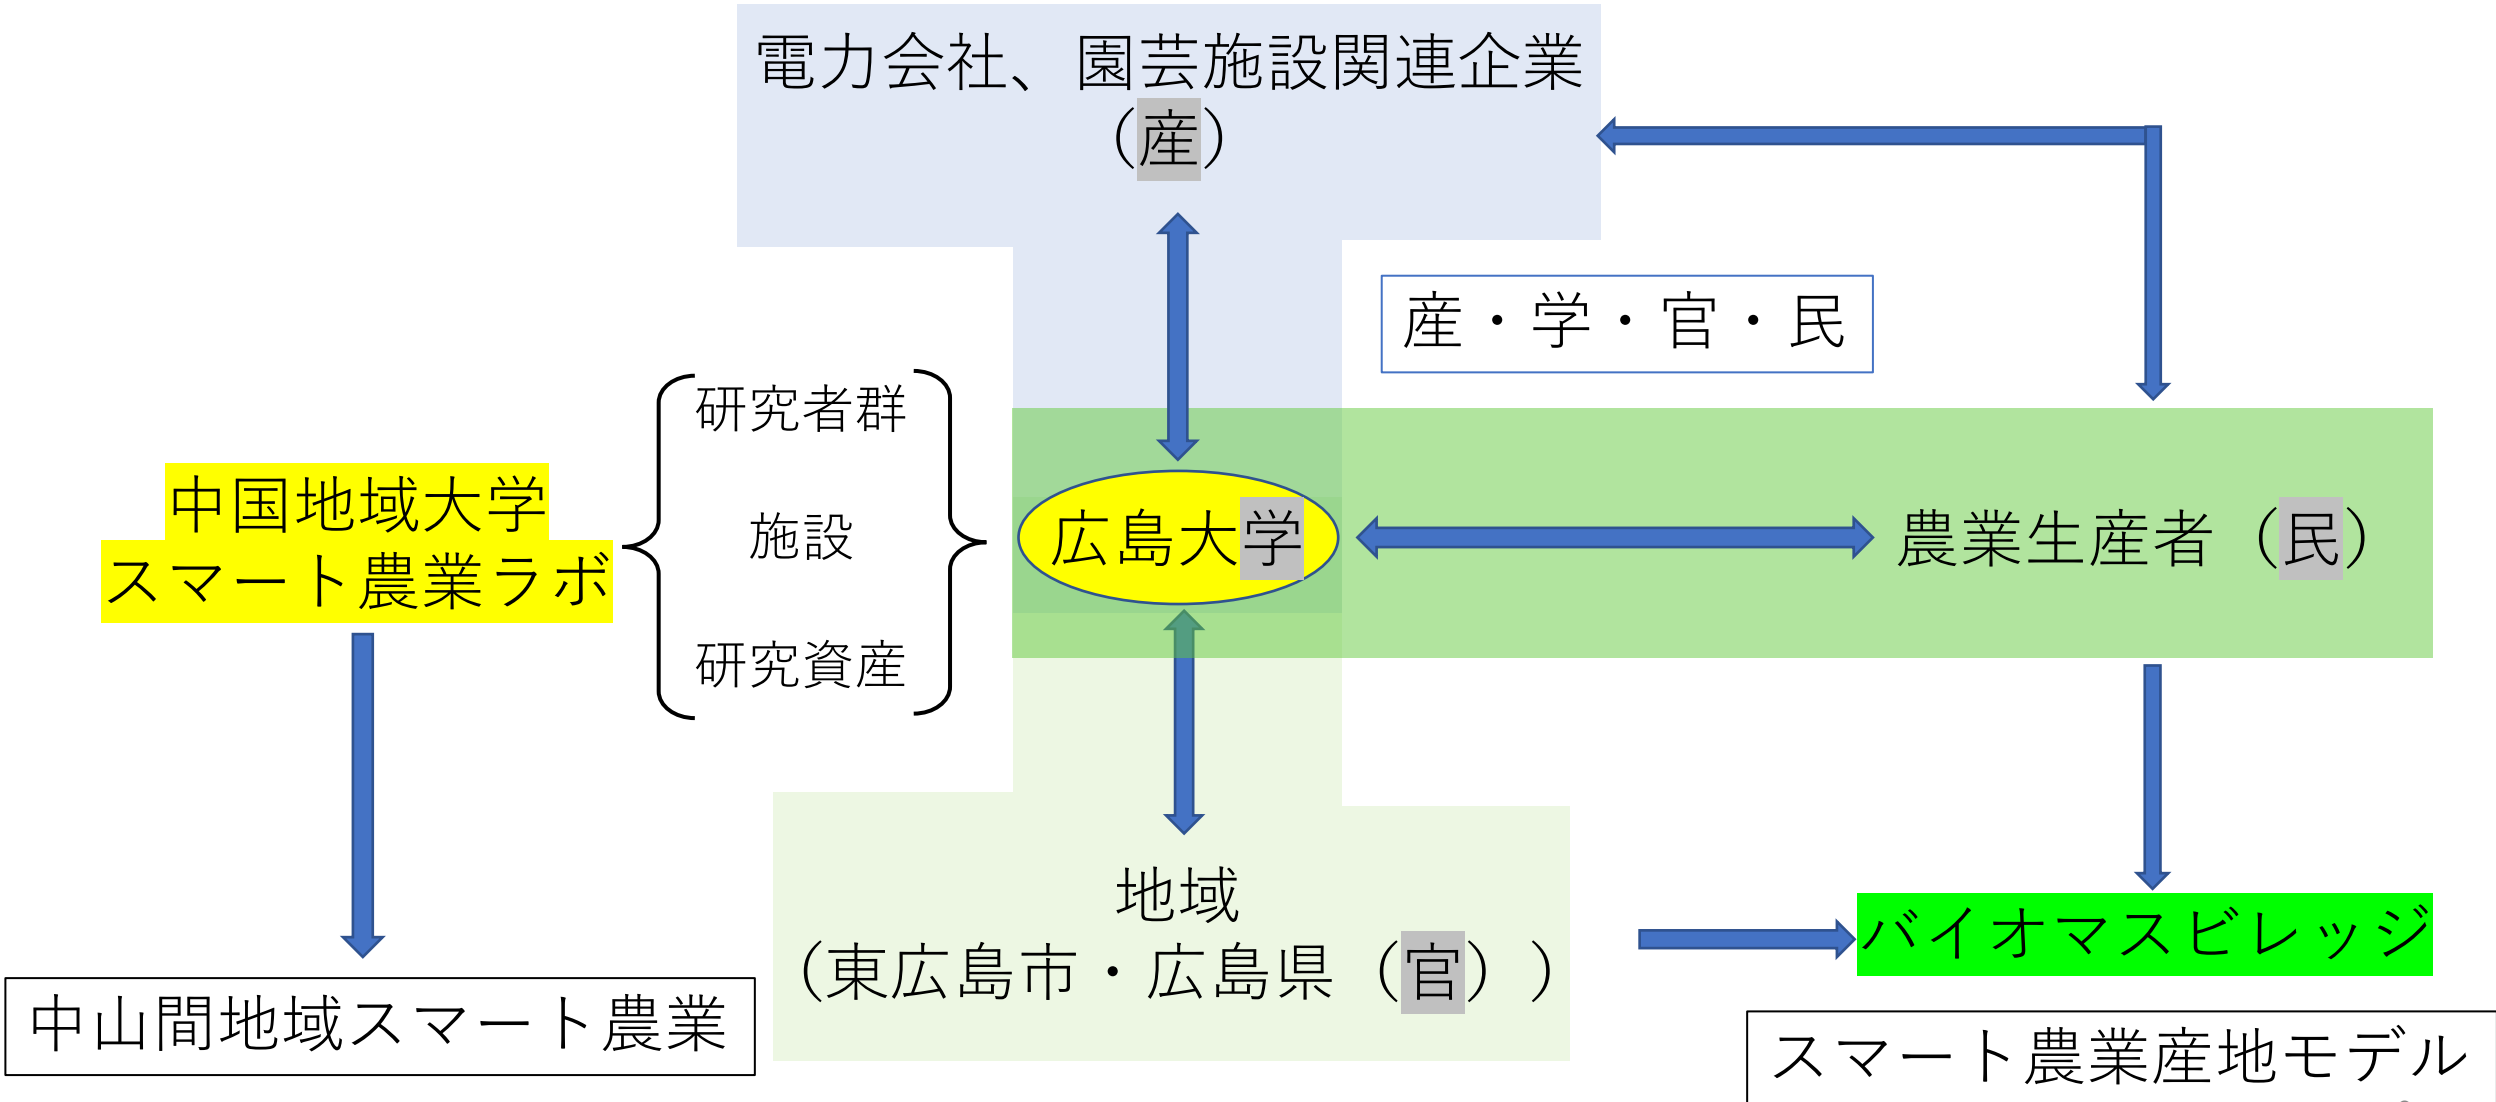 電力会社、園芸施設関連企業
(産)
産・学・官・民
研究者群
中国地域大学
スマート農業ラボ
施設
広島大学
農業生産者（民）
研究資産
地域
(東広島市・広島県（官））
バイオマスビレッジ
中山間地域スマート農業
スマート農業産地モデル